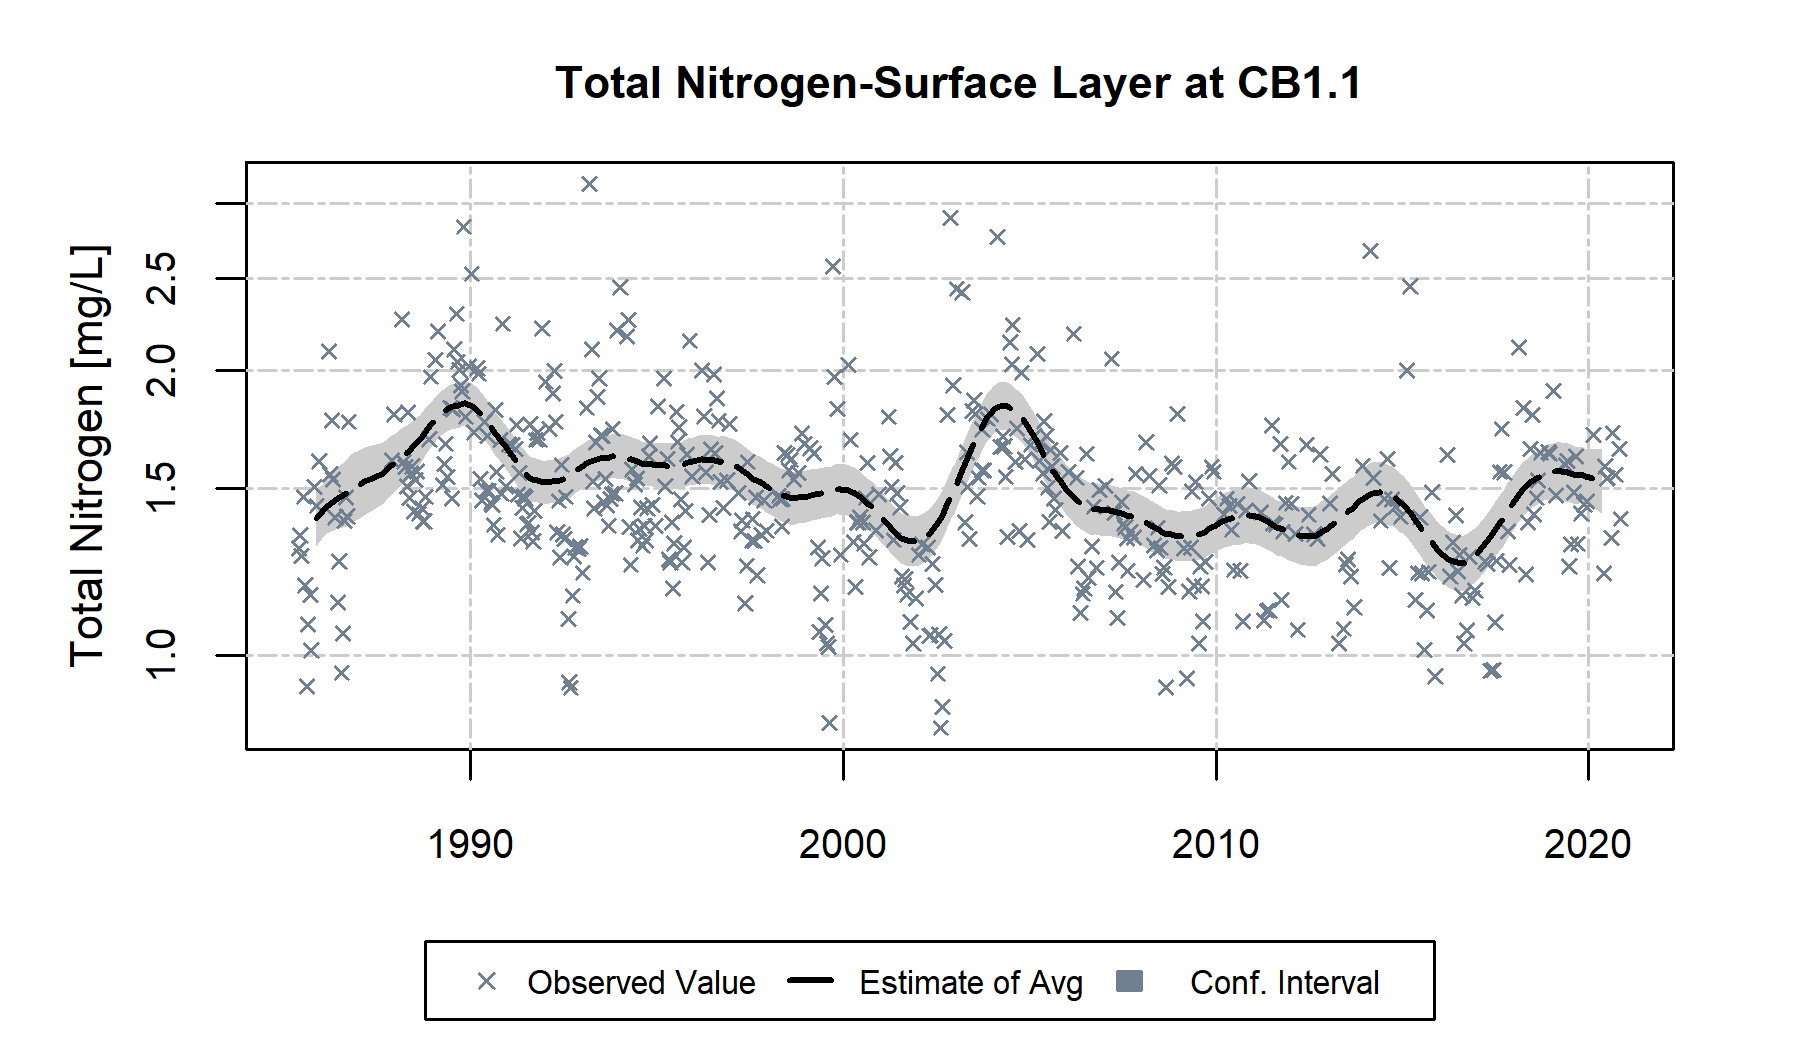 Total Nitrogen-Surface Layer at CB1.1
Total Nitrogen [mg/L]
2.5
2.0
1.5
1.0
1990 2000 2010 2020
Observed Value Estimate of Avg Conf. Interval